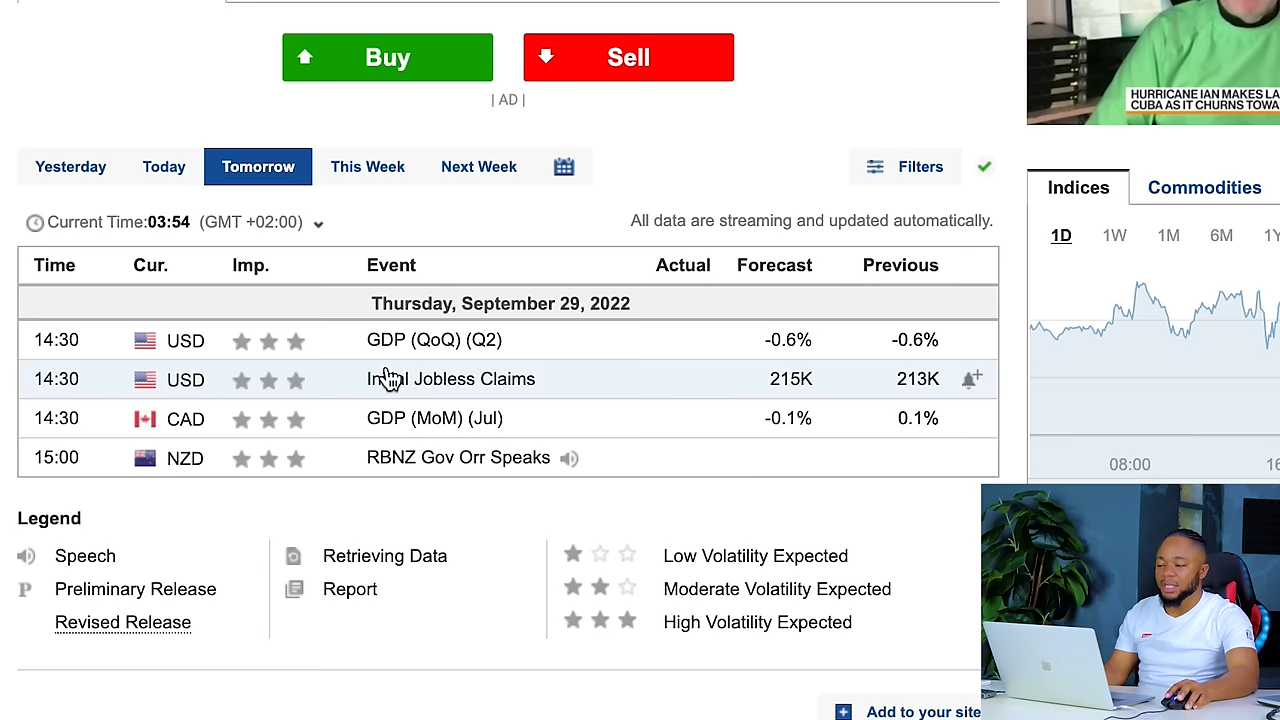 Buy
Sell
| AD |
HURRICANE IAN MAKES LA
CUBA AS IT CHURNS TOWA
Yesterday Today Tomorrow This Week Next Week Filters
Current Time:03:54 (GMT +02:00) All data are streaming and updated automatically.
Time Cur. Imp. Event Actual Forecast Previous
Thursday, September 29, 2022
14:30 USD GDP (QoQ) (Q2) -0.6% -0.6%
14:30 USD Jobless Claims 215K 213K
14:30 CAD GDP (MoM) (Jul) -0.1% 0.1%
15:00 NZD RBNZ Gov Orr Speaks
Indices Commodities
1D 1W 1M 6M 1Y
08:00 16
Legend
Speech Retrieving Data Low Volatility Expected
P Preliminary Release Report Moderate Volatility Expected
Revised Release High Volatility Expected
Add to your site